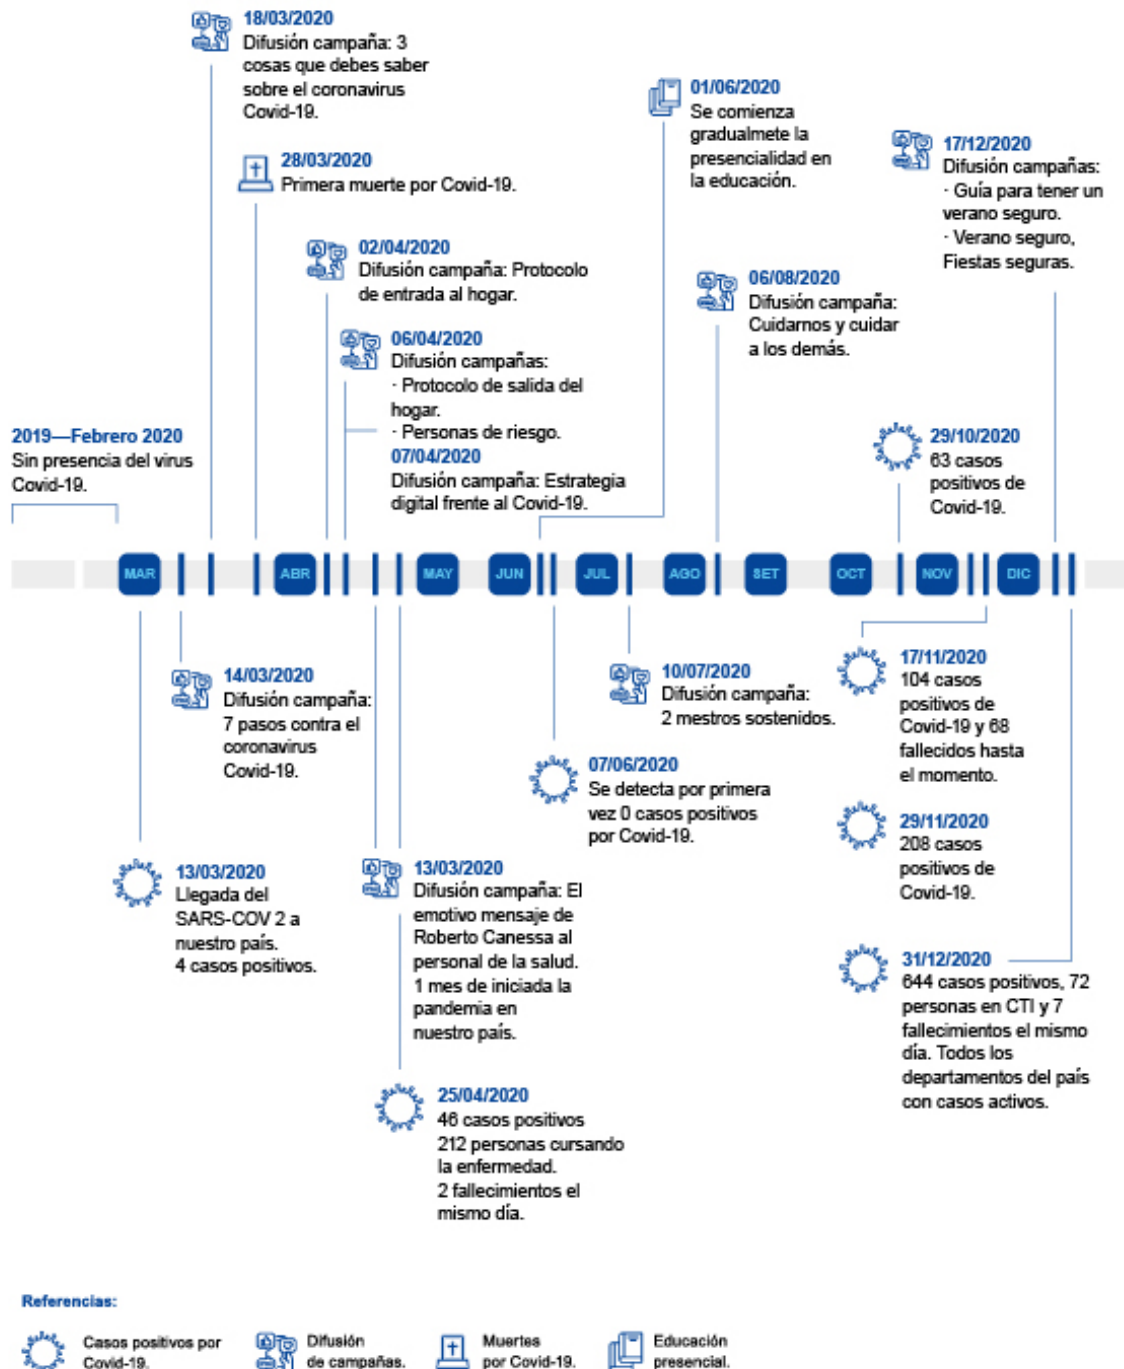 18/03/2020
Difusión campaña: 3
cosas que debes saber
sobre el coronavirus
Covid-19.
28/03/2020
Primera muerte por Covid-19.
02/04/2020
Difusión campaña: Protocolo
de entrada al hogar.
06/04/2020
Difusión campañas:
· Protocolo de salida del
hogar.
· Personas de riesgo.
07/04/2020
Difusión campaña: Estrategia
digital frente al Covid-19.
01/06/2020
Se comienza
gradualmete la
presencialidad en
la educación.
06/08/2020
Difusión campaña:
Cuidarnos y cuidar
a los demás.
17/12/2020
Difusión campañas:
· Guía para tener un
verano seguro.
· Verano seguro,
Fiestas seguras.
29/10/2020
63 casos
positivos de
Covid-19.
2019—Febrero 2020
Sin presencia del virus
Covid-19.
MAR
ABR
MAY
JUN
JUL
AGO
SET
OCT
NOV
DIC
14/03/2020
Difusión campaña:
7 pasos contra el
coronavirus
Covid-19.
13/03/2020
Llegada del
SARS-COV 2 a
nuestro país.
4 casos positivos.
13/03/2020
Difusión campaña: El
emotivo mensaje de
Roberto Canessa al
personal de la salud.
1 mes de iniciada la
pandemia en
nuestro país.
25/04/2020
46 casos positivos
212 personas cursando
la enfermedad.
2 fallecimientos el
mismo día.
07/06/2020
Se detecta por primera
vez 0 casos positivos
por Covid-19.
10/07/2020
Difusión campaña:
2 mestros sostenidos.
17/11/2020
104 casos
positivos de
Covid-19 y 68
fallecidos hasta
el momento.
29/11/2020
208 casos
positivos de
Covid-19.
31/12/2020
644 casos positivos, 72
personas en CTI y 7
fallecimientos el mismo
día. Todos los
departamentos del país
con casos activos.
Referencias:
Casos positivos por
Covid-19.
Difusión
de campañas.
Muertes
por Covid-19.
Educación
presencial.